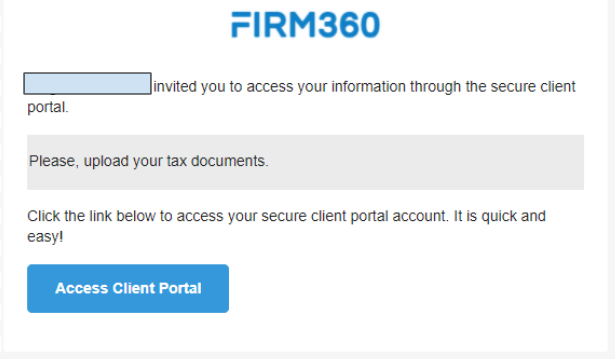 FIRM360
invited you to access your information through the secure client
portal.
Please, upload your tax documents.
Click the link below to access your secure client portal account. It is quick and
easy!
Access Client Portal